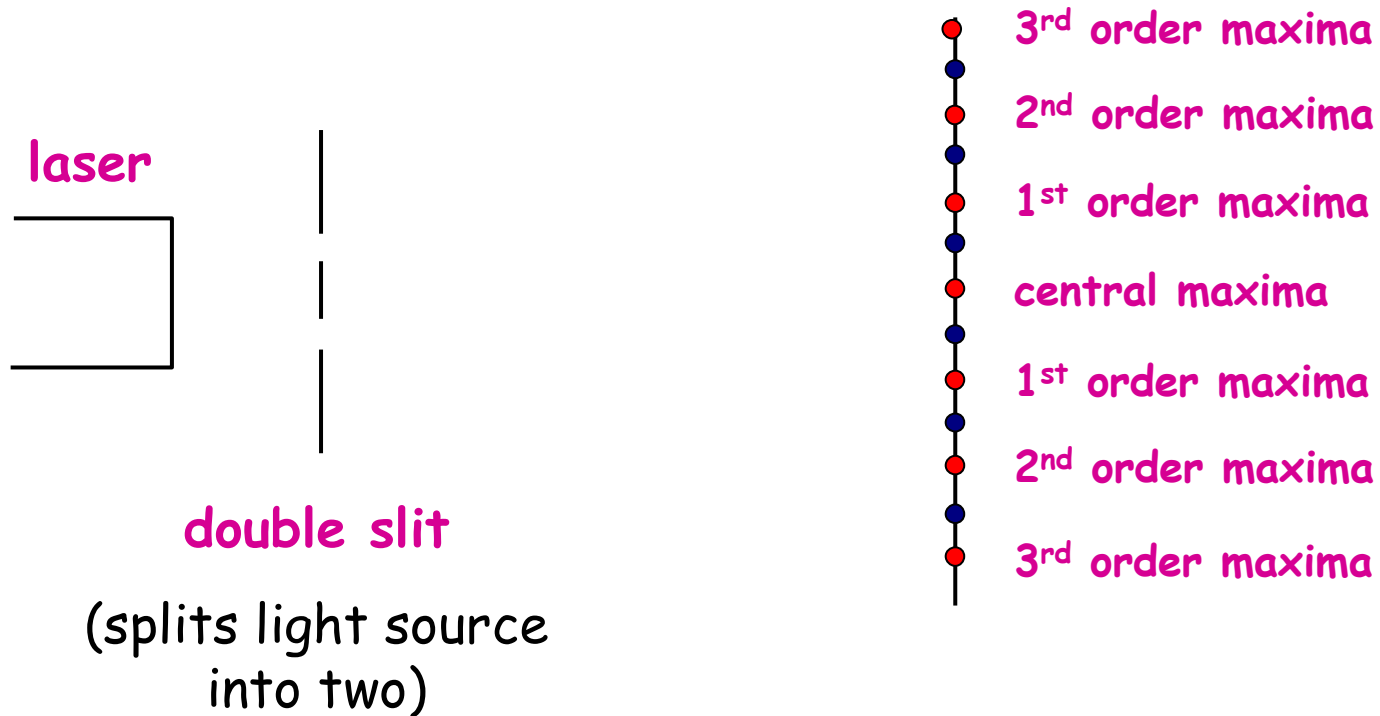 laser
double slit
(splits light source
into two)
3rd order maxima
2nd order maxima
1st order maxima
central maxima
1st order maxima
2nd order maxima
3rd order maxima